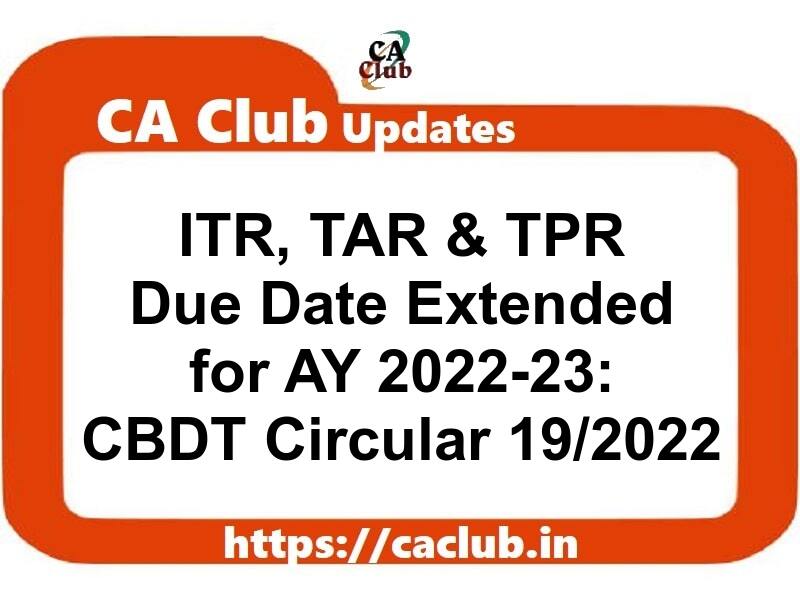 CA
Club
CA Club Updates
ITR, TAR & TPR
Due Date Extended
for AY 2022-23:
CBDT Circular 19/2022
https://caclub.in